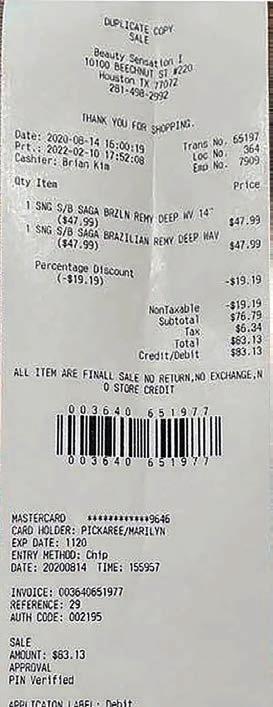 DUPLICATE COPY
SALE
Beauty Sensation I
10100 BEECHNUT ST #220
Houston TX 77072
281-498-2992
THANK YOU FOR SHOPPING.
Date: 2020-08-14 16:00:19 Trans No. 65197
Prt.: 2022-02-10 17:52:08 Loc No. 364
Cashier: Brian Kim Emp No. 7909
Qty Item Price
1 SNG S/B SAGA BRZLN REMY DEEP WV 14"
($47.99) $47.99
1 SNG S/B SAGA BRAZILIAN REMY DEEP WAV
($47.99) $47.99
Percentage Discount
(-$19.19) -$19.19
NonTaxable -$19.19
Subtotal $76.79
Tax $6.34
Total $83.13
Credit/Debit $83.13
ALL ITEM ARE FINALL SALE NO RETURN,NO EXCHANGE,N
O STORE CREDIT
003640 651977
003640 651977
MASTERCARD ************9646
CARD HOLDER: PICKAREE/MARILYN
EXP DATE: 1120
ENTRY METHOD: Chip
DATE: 20200814 TIME: 155957
INVOICE: 003640651977
REFERENCE: 29
AUTH CODE: 002195
SALE
AMOUNT: $83.13
APPROVAL
PIN Verified
APPLICATON LABEL: Debit